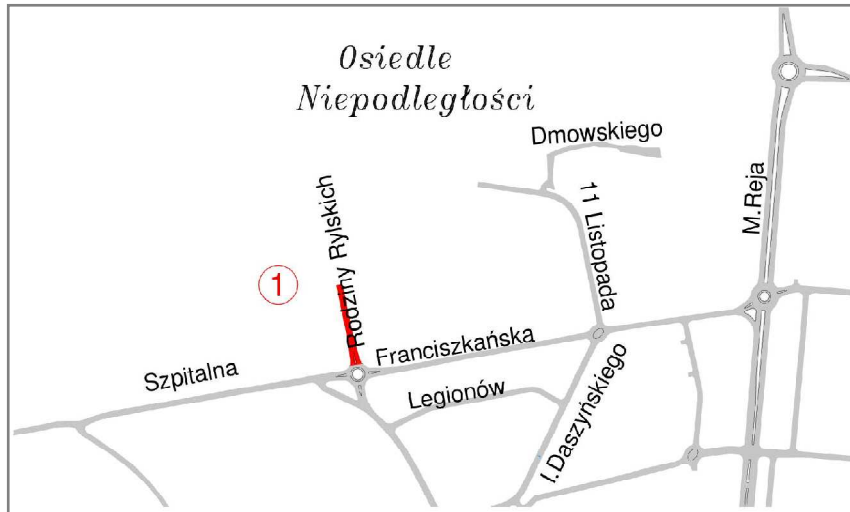 Osiedle
Niepodległości
Dmowskiego
11 Listopada
M.Reja
Rodziny Rylskich
1
Franciszkańska
Szpitalna
Legionów
I.Daszyńskiego